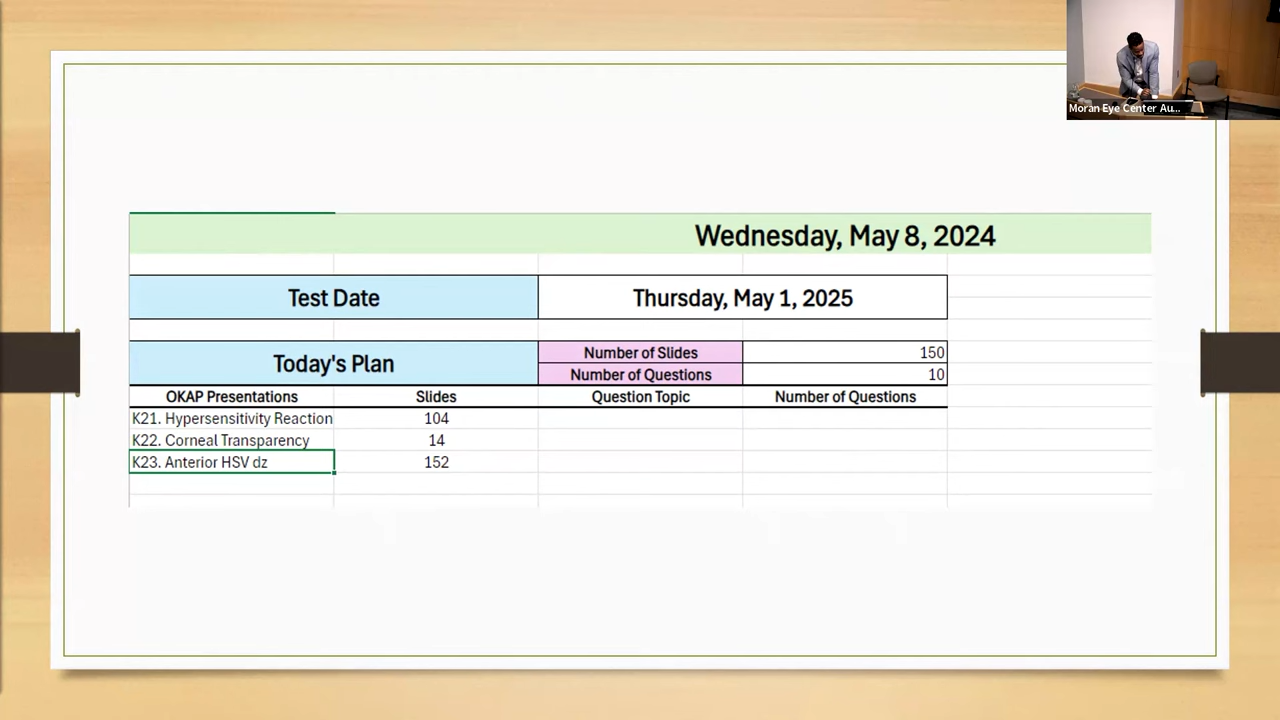 Moran Eye Center Au...
Wednesday, May 8, 2024
Test Date Thursday, May 1, 2025
Today's Plan
Number of Slides 150
Number of Questions 10
OKAP Presentations Slides Question Topic Number of Questions
K21. Hypersensitivity Reaction 104
K22. Corneal Transparency 14
K23. Anterior HSV dz 152